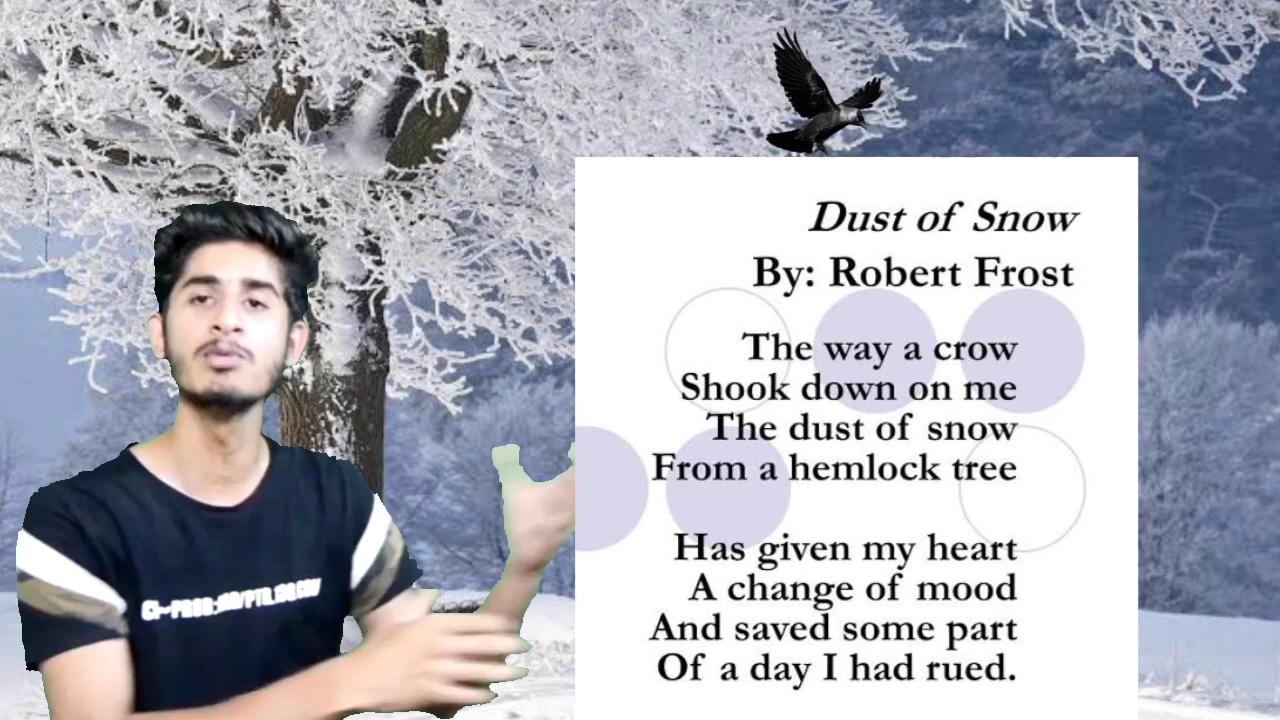 Dust of Snow
By: Robert Frost
The way a crow
Shook down on me
The dust of snow
From a hemlock tree
Has given my heart
A change of mood
And saved some part
Of a day I had rued.